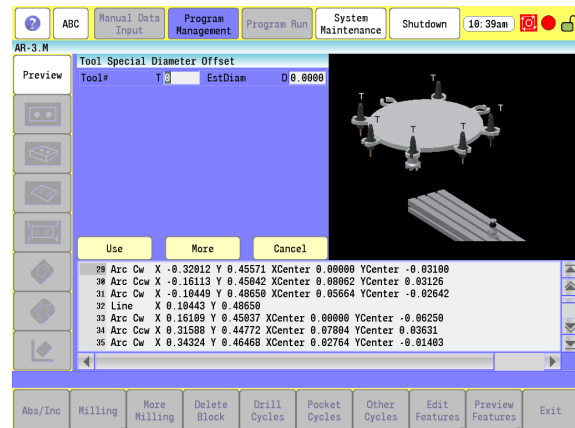 ? ABC Manual Data Input Program Management Program Run System Maintenance Shutdown 10:39am
AR-3.M
Preview
Tool Special Diameter Offset
Tool# T 0 EstDiam D 0.0000
T
T
T
T
T
T
Use More Cancel
29 Arc Cw X -0.32012 Y 0.45571 XCenter 0.00000 YCenter -0.03100
30 Arc Cw X -0.16113 Y 0.45042 XCenter 0.08062 YCenter 0.03126
31 Arc Cw X -0.10449 Y 0.48650 XCenter 0.05664 YCenter -0.02642
32 Line X 0.10443 Y 0.48650
33 Arc Cw X 0.16109 Y 0.45037 XCenter 0.00000 YCenter -0.06250
34 Arc Ccw X 0.31588 Y 0.44772 XCenter 0.07804 YCenter 0.03631
35 Arc Cw X 0.34324 Y 0.46468 XCenter 0.02764 YCenter -0.01403
Abs/Inc Milling More Milling Delete Block Drill Cycles Pocket Cycles Other Cycles Edit Features Preview Features Exit